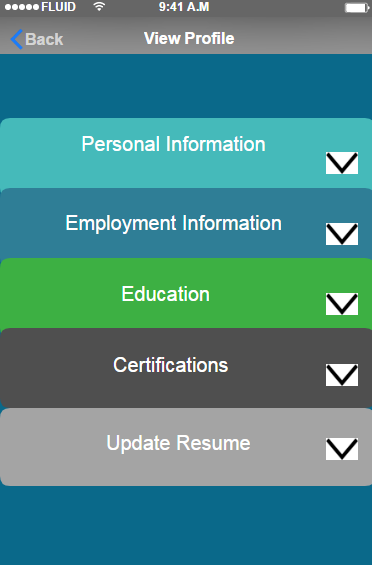 FLUID 9:41 A.M
Back View Profile
Personal Information
Employment Information
Education
Certifications
Update Resume